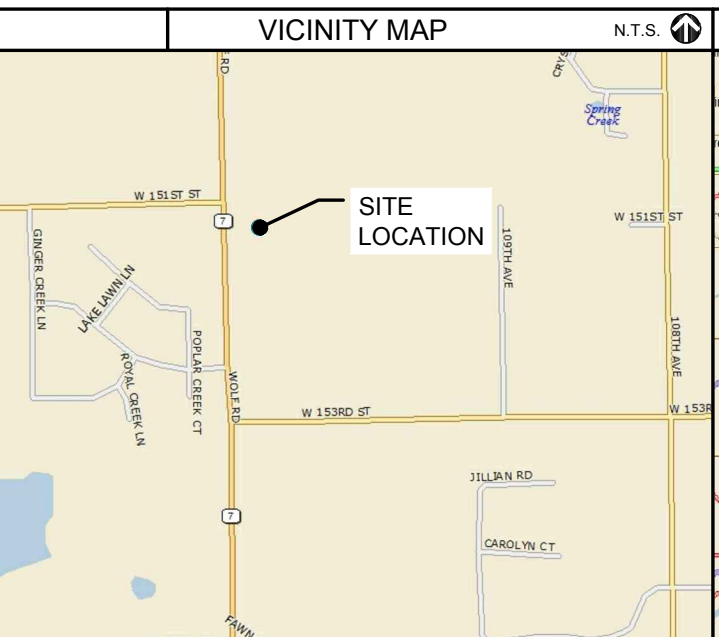 VICINITY MAP
N.T.S.
RD
CRYS
Spring
Creek
W 151ST ST
7
SITE
LOCATION
W 151ST ST
GINGER CREEK LN
LAKE LAWN LN
109TH AVE
108TH AVE
POPLAR CREEK CT
ROYAL CREEK LN
WOLF RD
W 153RD ST
W 153R
JILLIAN RD
7
CAROLYN CT
FAWN